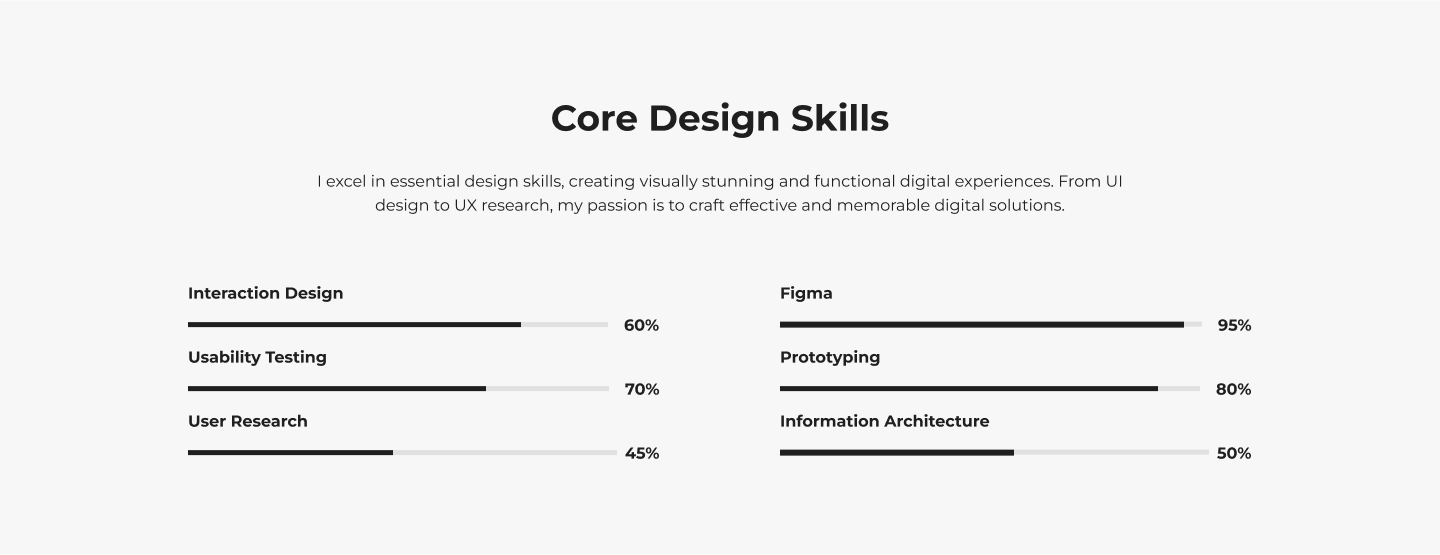 Core Design Skills
I excel in essential design skills, creating visually stunning and functional digital experiences. From UI
design to UX research, my passion is to craft effective and memorable digital solutions.
Interaction Design
60%
Usability Testing
70%
User Research
45%
Figma
95%
Prototyping
80%
Information Architecture
50%